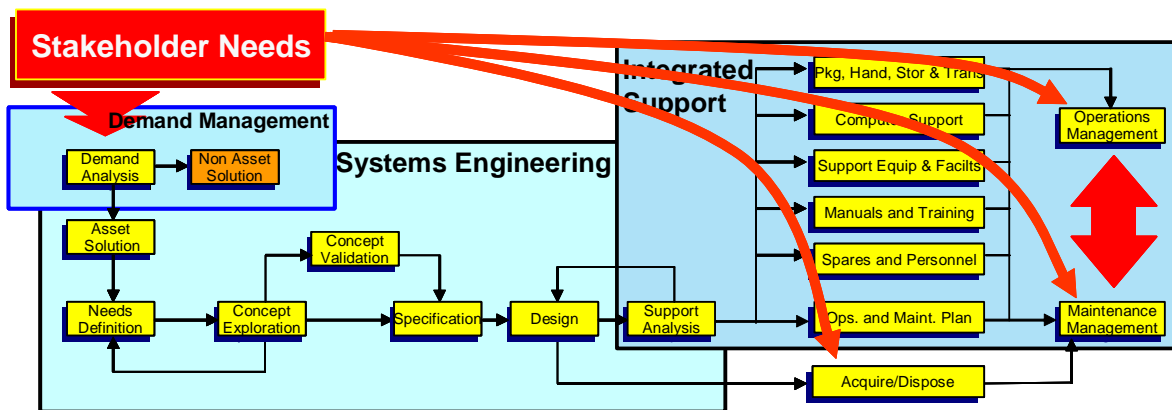 Stakeholder Needs
Demand Management
Demand
Analysis
Non Asset
Solution
Asset
Solution
Systems Engineering
Needs
Definition
Concept
Exploration
Concept
Validation
Specification
Design
Support
Analysis
Integrated
Support
Pkg, Hand, Stor & Trans
Computer Support
Support Equip & Facilts
Manuals and Training
Spares and Personnel
Ops. and Maint. Plan
Acquire/Dispose
Operations
Management
Maintenance
Management